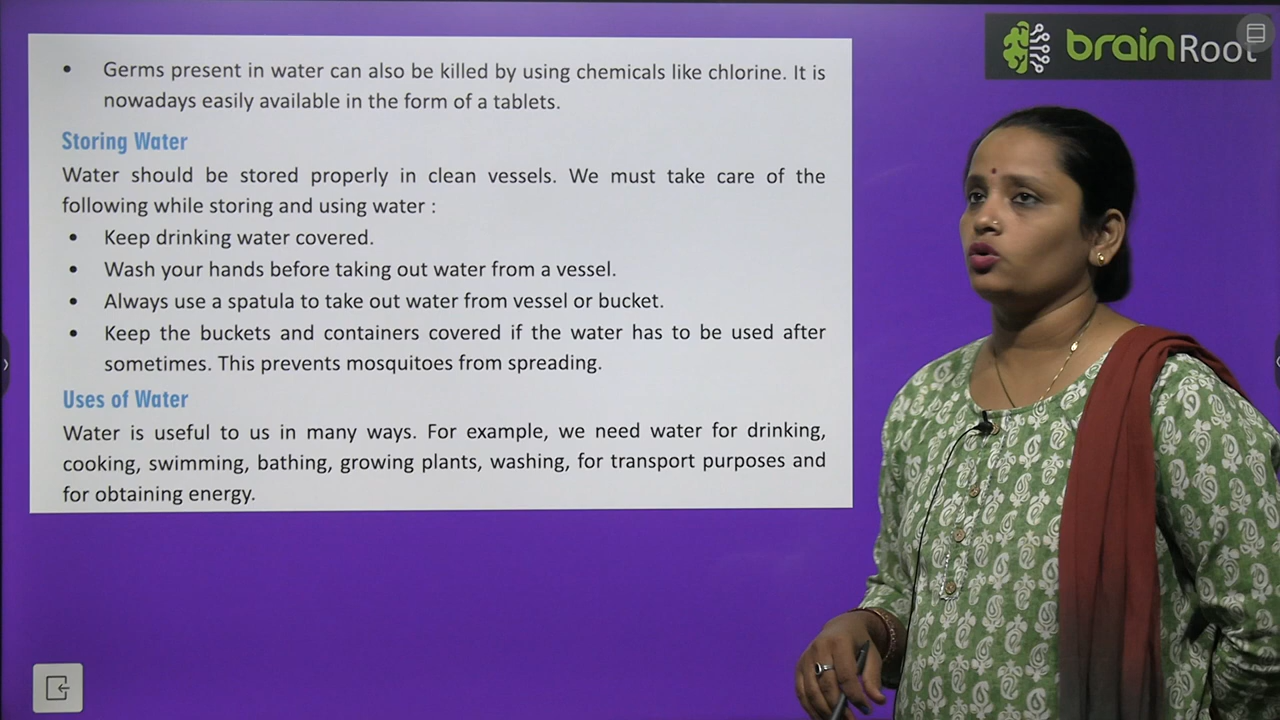 brainRoot
• Germs present in water can also be killed by using chemicals like chlorine. It is
nowadays easily available in the form of a tablets.
Storing Water
Water should be stored properly in clean vessels. We must take care of the
following while storing and using water :
• Keep drinking water covered.
• Wash your hands before taking out water from a vessel.
• Always use a spatula to take out water from vessel or bucket.
• Keep the buckets and containers covered if the water has to be used after
sometimes. This prevents mosquitoes from spreading.
Uses of Water
Water is useful to us in many ways. For example, we need water for drinking,
cooking, swimming, bathing, growing plants, washing, for transport purposes and
for obtaining energy.